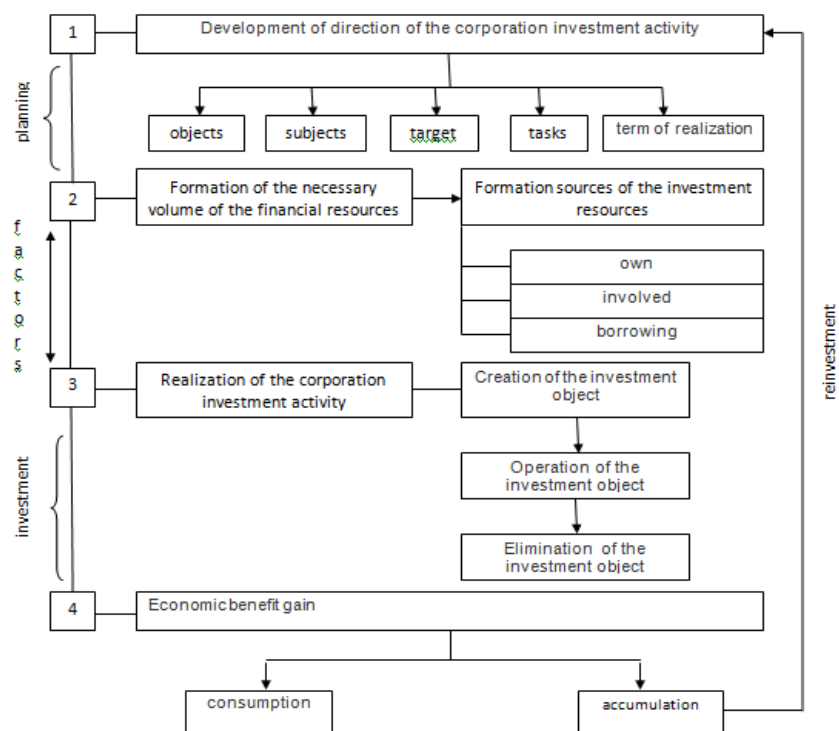 1
Development of direction of the corporation investment activity
planning
objects
subjects
target
tasks
term of realization
2
Formation of the necessary
volume of the financial resources
Formation sources of the investment
resources
factors
own
involved
borrowing
reinvestment
3
Realization of the corporation
investment activity
Creation of the investment
object
investment
Operation of the
investment object
Elimination of the
investment object
4
Economic benefit gain
consumption
accumulation